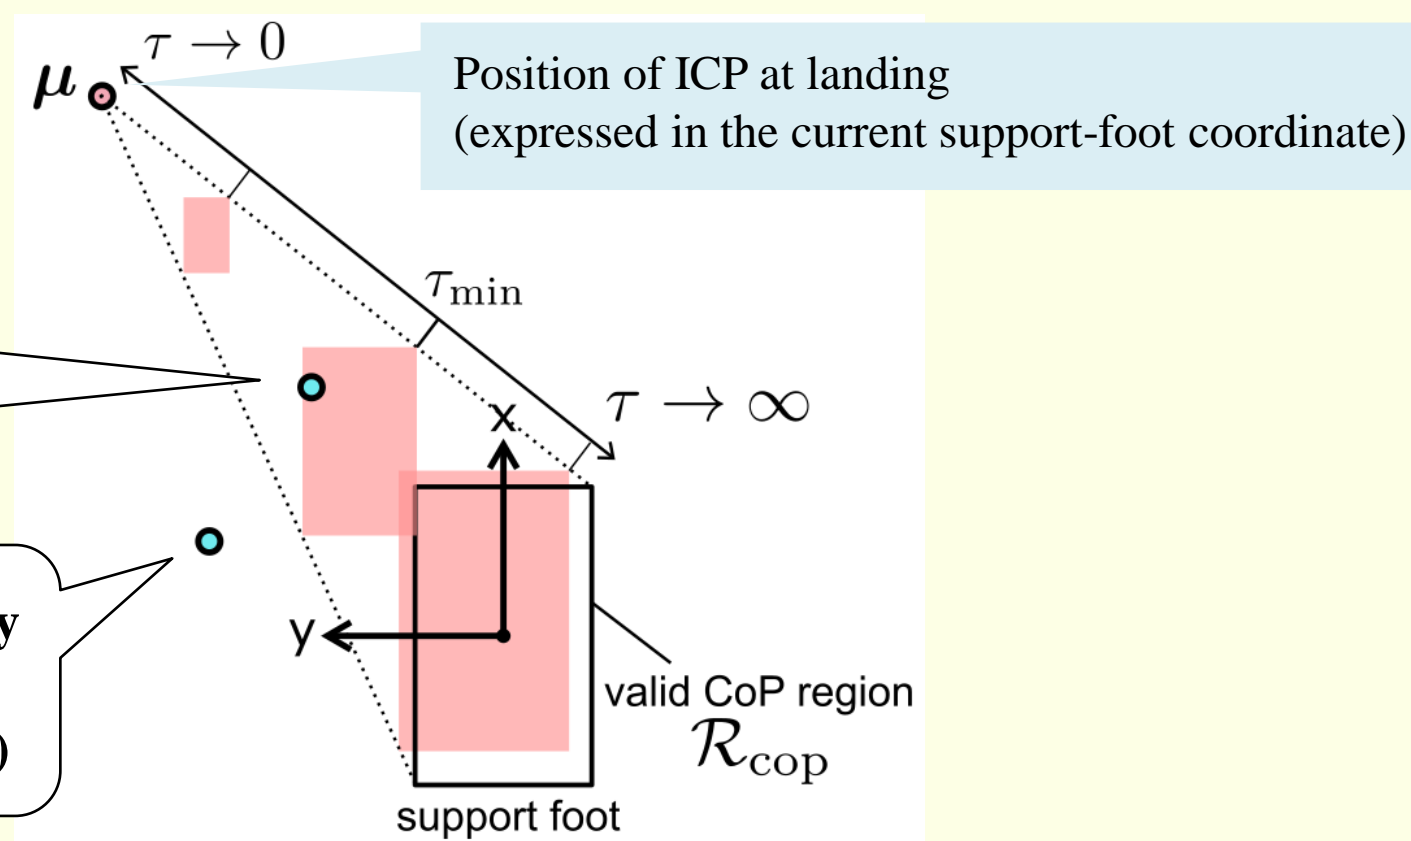 τ → 0
μ
Position of ICP at landing
(expressed in the current support-foot coordinate)
τmin
τ → ∞
x
y
y
)
valid CoP region
Rcop
support foot